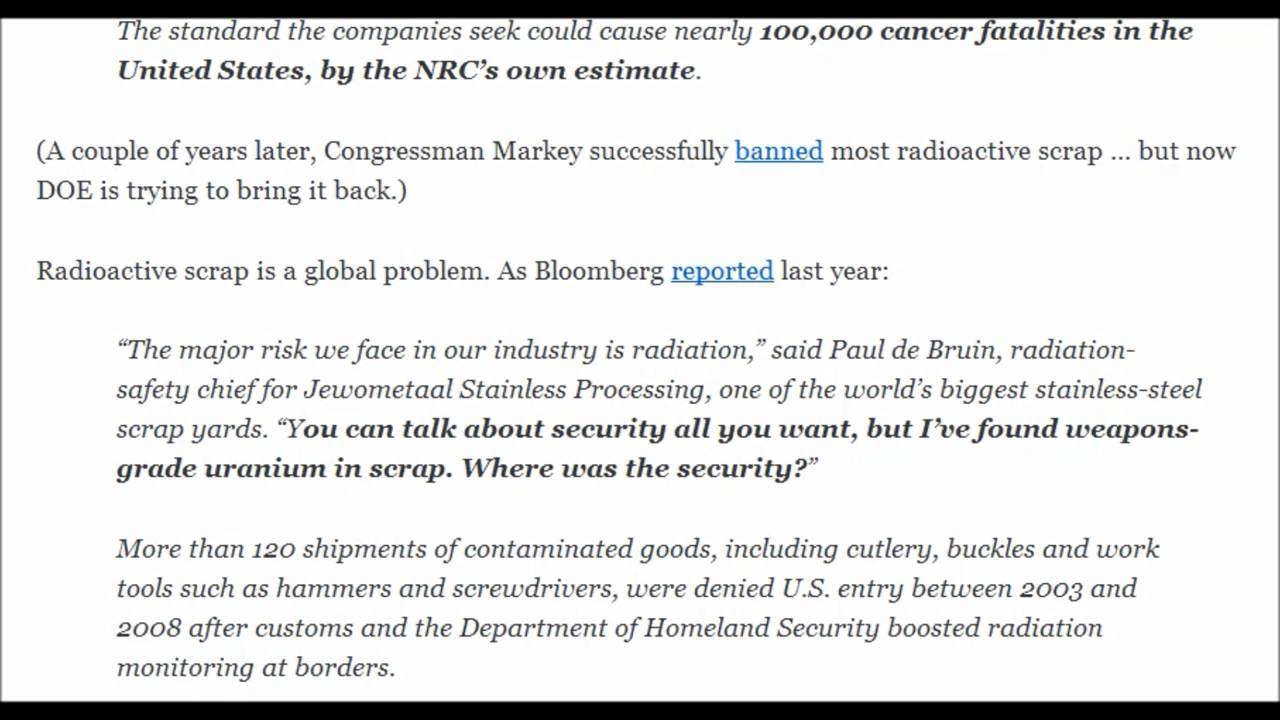 The standard the companies seek could cause nearly 100,000 cancer fatalities in the
United States, by the NRC’s own estimate.
(A couple of years later, Congressman Markey successfully banned most radioactive scrap … but now
DOE is trying to bring it back.)
Radioactive scrap is a global problem. As Bloomberg reported last year:
“The major risk we face in our industry is radiation,” said Paul de Bruin, radiation-
safety chief for Jewometaal Stainless Processing, one of the world’s biggest stainless-steel
scrap yards. “You can talk about security all you want, but I’ve found weapons-
grade uranium in scrap. Where was the security?”
More than 120 shipments of contaminated goods, including cutlery, buckles and work
tools such as hammers and screwdrivers, were denied U.S. entry between 2003 and
2008 after customs and the Department of Homeland Security boosted radiation
monitoring at borders.